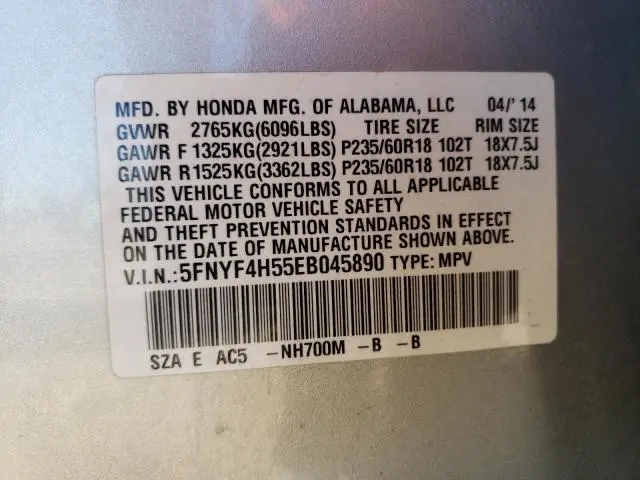 MFD. BY HONDA MFG. OF ALABAMA, LLC 04/'14
GVWR 2765KG(6096LBS) TIRE SIZE RIM SIZE
GAWR F 1325KG(2921LBS) P235/60R18 102T 18X7.5J
GAWR R1525KG(3362LBS) P235/60R18 102T 18X7.5J
THIS VEHICLE CONFORMS TO ALL APPLICABLE
FEDERAL MOTOR VEHICLE SAFETY
AND THEFT PREVENTION STANDARDS IN EFFECT
ON THE DATE OF MANUFACTURE SHOWN ABOVE.
V.I.N.:5FNYF4H55EB045890 TYPE: MPV
SZA E AC5 -NH700M -B -B